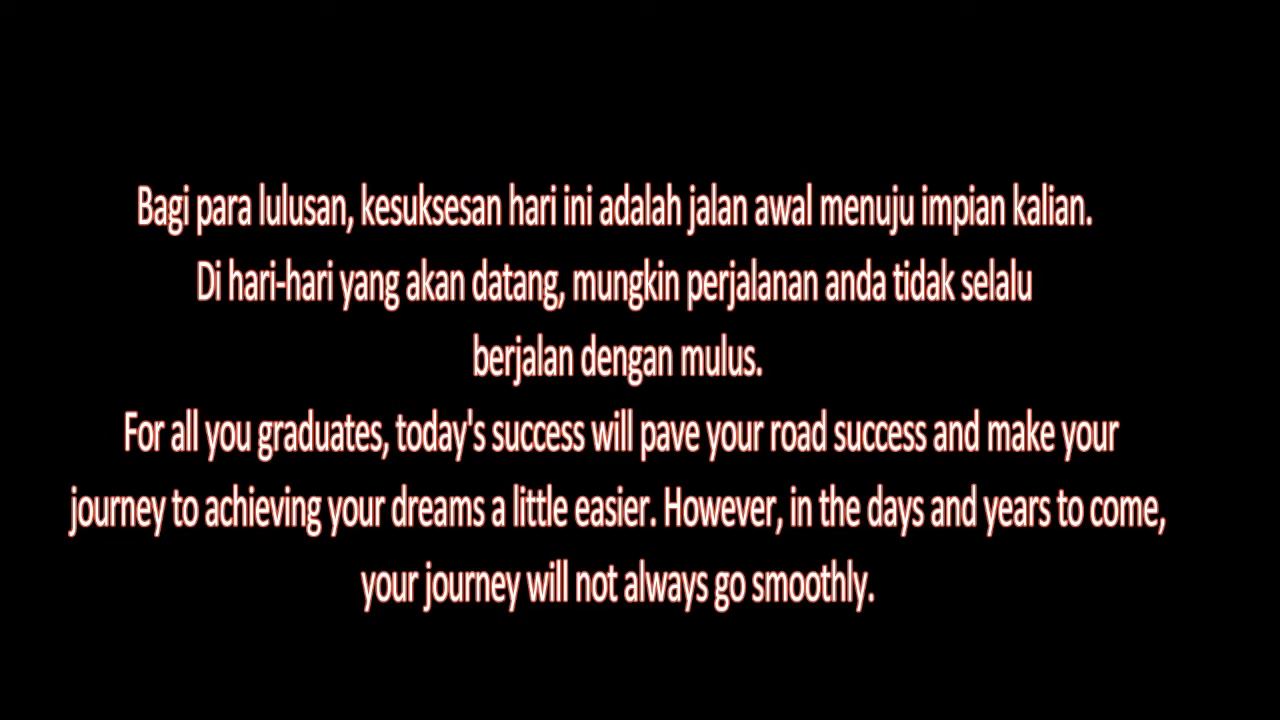 Bagi para lulusan, kesuksesan hari ini adalah jalan awal menuju impian kalian.
Di hari-hari yang akan datang, mungkin perjalanan anda tidak selalu
berjalan dengan mulus.
For all you graduates, today's success will pave your road success and make your
journey to achieving your dreams a little easier. However, in the days and years to come,
your journey will not always go smoothly.